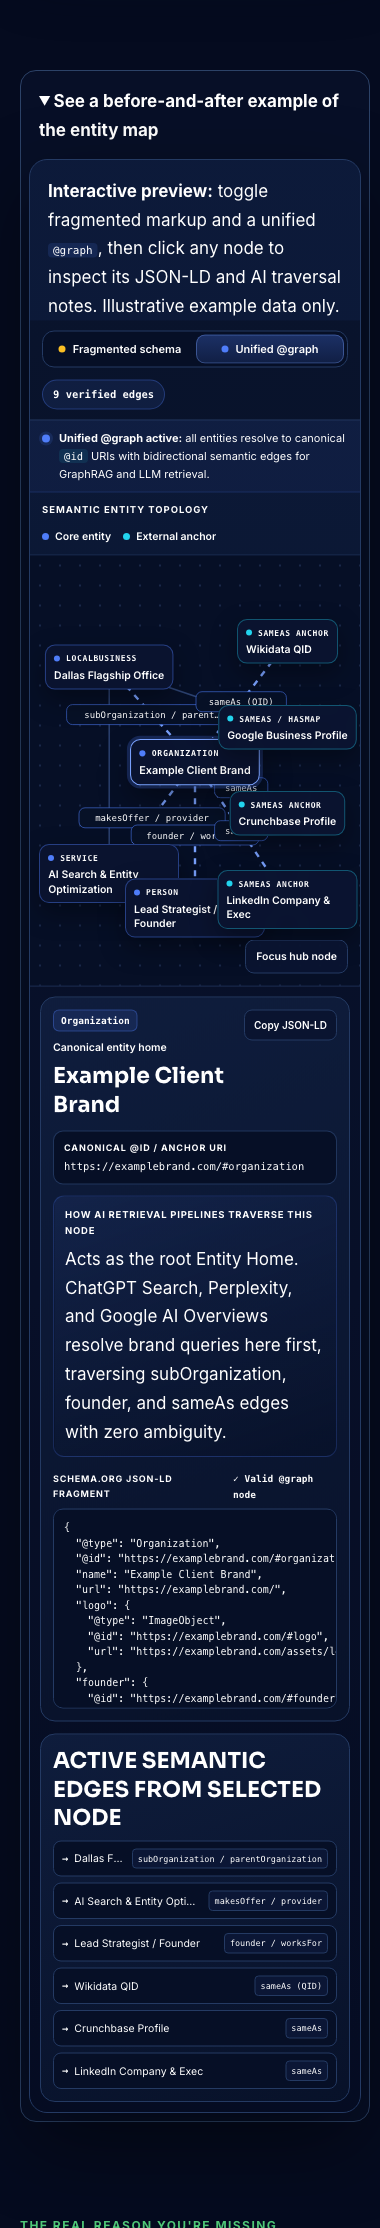 ▼ See a before-and-after example of
the entity map
Interactive preview: toggle
fragmented markup and a unified
@graph, then click any node to
inspect its JSON-LD and AI traversal
notes. Illustrative example data only.
Fragmented schema
Unified @graph
9 verified edges
Unified @graph active: all entities resolve to canonical
@id URIs with bidirectional semantic edges for
GraphRAG and LLM retrieval.
SEMANTIC ENTITY TOPOLOGY
Core entity
External anchor
SAMEAS ANCHOR
Wikidata QID
LOCALBUSINESS
Dallas Flagship Office
sameAs (QID)
subOrganization / parent…
SAMEAS / HASMAP
Google Business Profile
ORGANIZATION
Example Client Brand
sameAs
SAMEAS ANCHOR
Crunchbase Profile
makesOffer / provider
founder /
SERVICE
AI Search & Entity
Optimization
PERSON
Lead Strategist /
Founder
SAMEAS ANCHOR
LinkedIn Company &
Exec
Focus hub node
Organization
Copy JSON-LD
Canonical entity home
Example Client
Brand
CANONICAL @ID / ANCHOR URI
https://examplebrand.com/#organization
HOW AI RETRIEVAL PIPELINES TRAVERSE THIS
NODE
Acts as the root Entity Home.
ChatGPT Search, Perplexity,
and Google AI Overviews
resolve brand queries here first,
traversing subOrganization,
founder, and sameAs edges
with zero ambiguity.
SCHEMA.ORG JSON-LD
FRAGMENT
✓ Valid @graph
node
{
"@type": "Organization",
"@id": "https://examplebrand.com/#organizat
"name": "Example Client Brand",
"url": "https://examplebrand.com/",
"logo": {
"@type": "ImageObject",
"@id": "https://examplebrand.com/#logo",
"url": "https://examplebrand.com/assets/l
},
"founder": {
"@id": "https://examplebrand.com/#founder
ACTIVE SEMANTIC
EDGES FROM SELECTED
NODE
→ Dallas F… subOrganization / parentOrganization
→ AI Search & Entity Opti… makesOffer / provider
→ Lead Strategist / Founder founder / worksFor
→ Wikidata QID sameAs (QID)
→ Crunchbase Profile sameAs
→ LinkedIn Company & Exec sameAs
THE REAL REASON YOU'RE MISSING